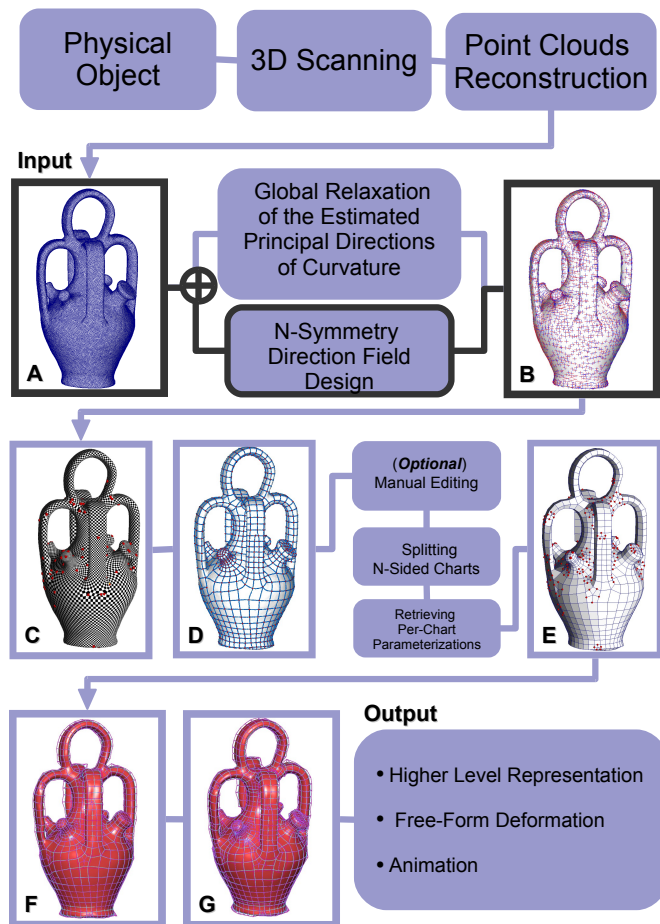 Physical
Object
3D Scanning
Point Clouds
Reconstruction
Input
A
Global Relaxation
of the Estimated
Principal Directions
of Curvature
N-Symmetry
Direction Field
Design
B
C
D
(Optional)
Manual Editing
Splitting
N-Sided Charts
Retrieving
Per-Chart
Parameterizations
E
F
G
Output
• Higher Level Representation
• Free-Form Deformation
• Animation